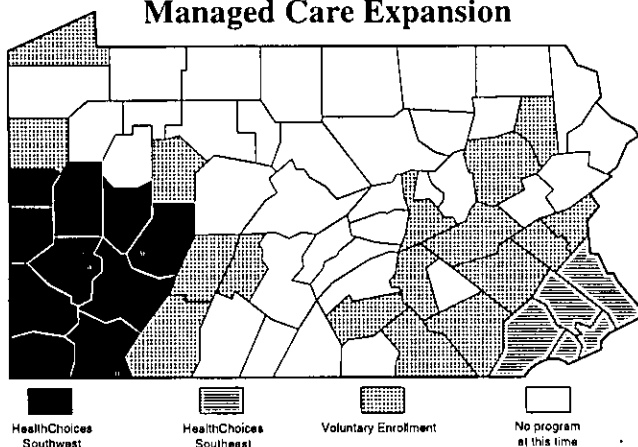 Managed Care Expansion
HealthChoices
Southwest
HealthChoices
Southeast
Voluntary Enrollment
No program
at this time